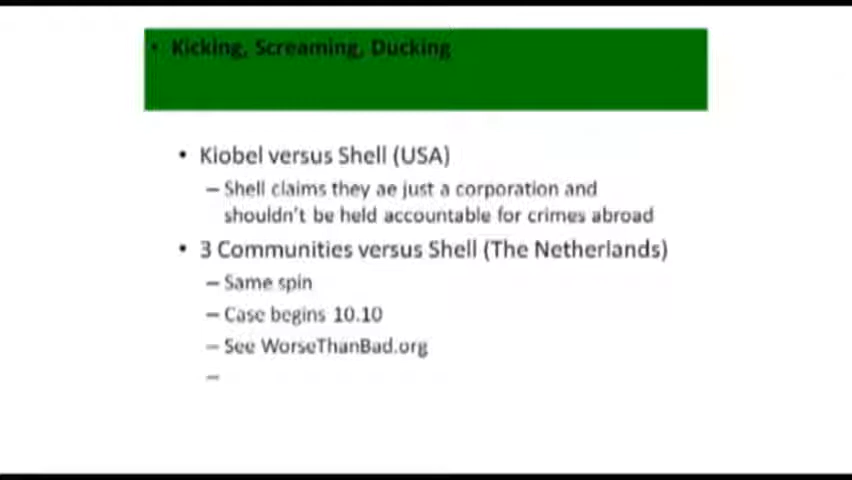 • Kicking, Screaming, Ducking
• Kiobel versus Shell (USA)
– Shell claims they ae just a corporation and
shouldn't be held accountable for crimes abroad
• 3 Communities versus Shell (The Netherlands)
– Same spin
– Case begins 10.10
– See WorseThanBad.org
–